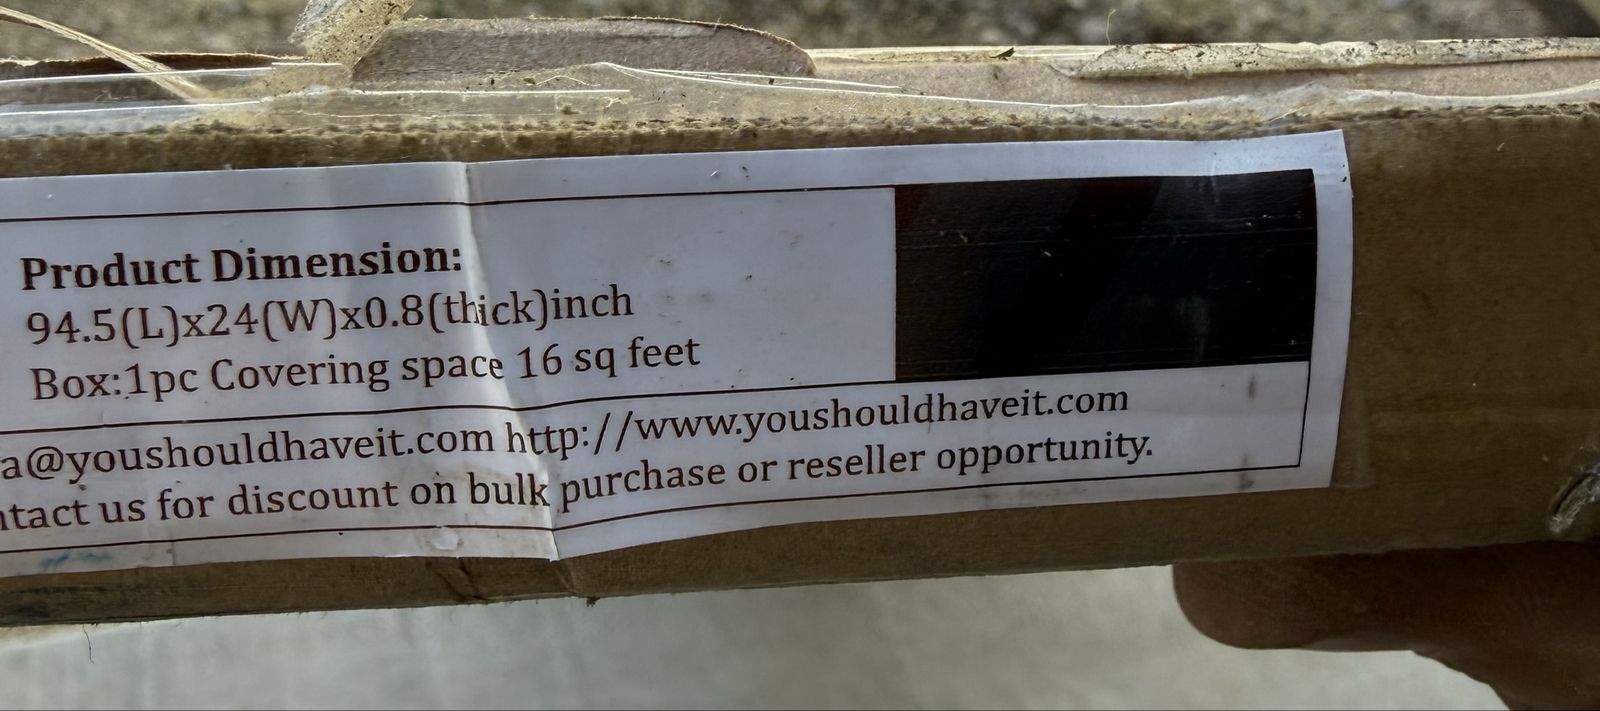 Product Dimension:
94.5(L)x24(W)x0.8(thick)inch
Box:1pc Covering space 16 sq feet
a@youshouldhaveit.com http://www.youshouldhaveit.com
ntact us for discount on bulk purchase or reseller opportunity.